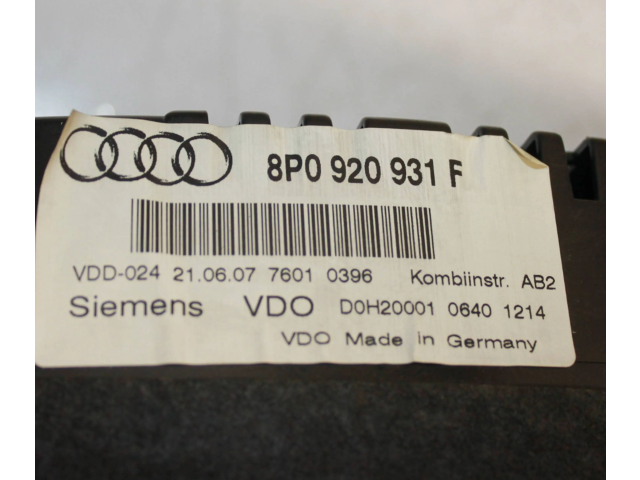 8P0 920 931 F
VDD-024 21.06.07 7601 0396 Kombiinstr. AB2
Siemens VDO D0H20001 0640 1214
VDO Made in Germany